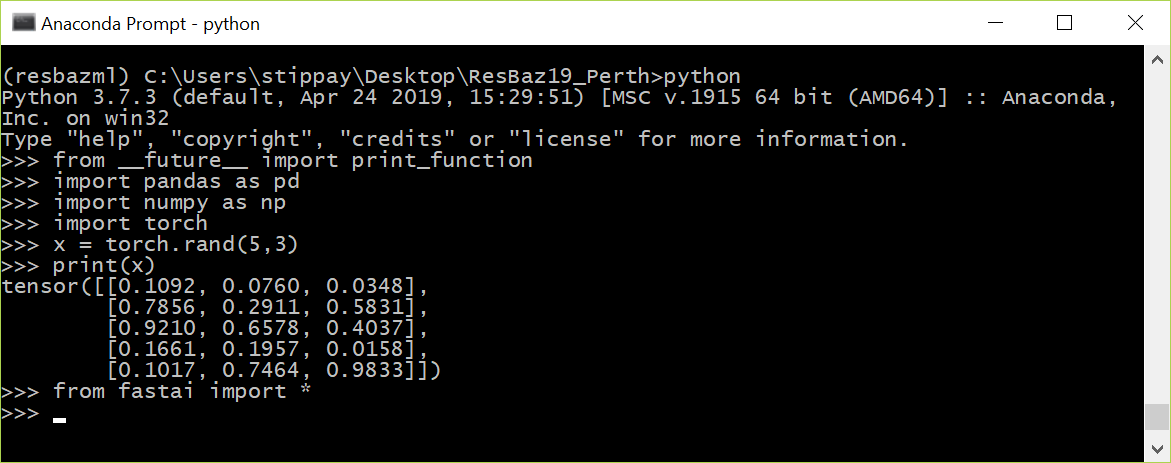 Anaconda Prompt - python
(resbazml) C:\Users\stippay\Desktop\ResBaz19_Perth>python
Python 3.7.3 (default, Apr 24 2019, 15:29:51) [MSC v.1915 64 bit (AMD64)] :: Anaconda,
Inc. on win32
Type "help", "copyright", "credits" or "license" for more information.
>>> from __future__ import print_function
>>> import pandas as pd
>>> import numpy as np
>>> import torch
>>> x = torch.rand(5,3)
>>> print(x)
tensor([[0.1092, 0.0760, 0.0348],
        [0.7856, 0.2911, 0.5831],
        [0.9210, 0.6578, 0.4037],
        [0.1661, 0.1957, 0.0158],
        [0.1017, 0.7464, 0.9833]])
>>> from fastai import *
>>>